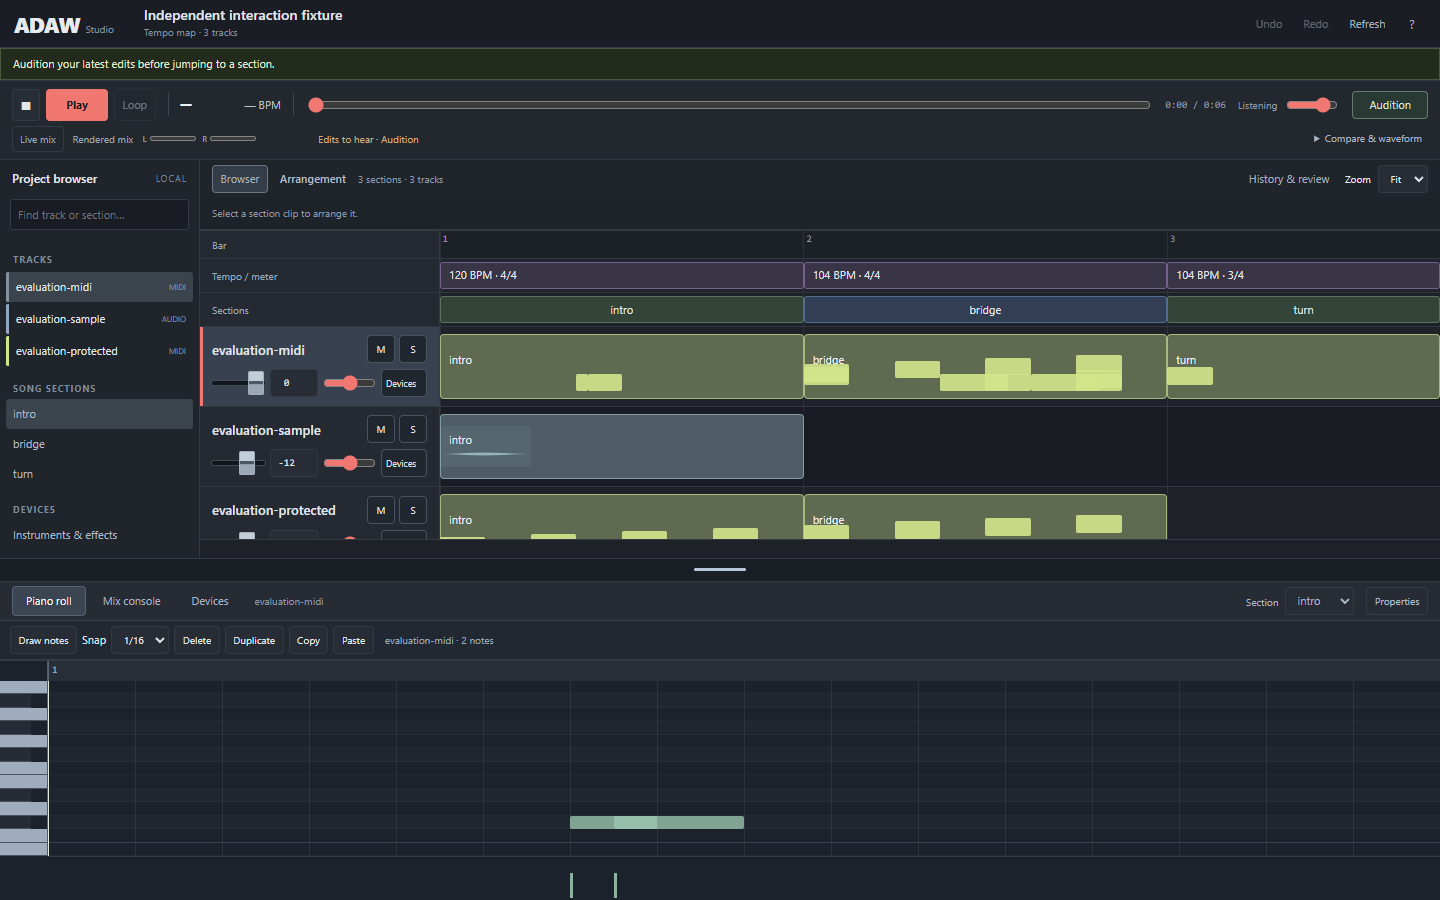 ADAW Studio
Independent interaction fixture
Tempo map · 3 tracks
Undo Redo Refresh ?
Audition your latest edits before jumping to a section.
Play Loop — — BPM 0:00 / 0:06 Listening Audition
Live mix Rendered mix L R Edits to hear · Audition Compare & waveform
Project browser LOCAL
Find track or section...
TRACKS
evaluation-midi MIDI
evaluation-sample AUDIO
evaluation-protected MIDI
SONG SECTIONS
intro
bridge
turn
DEVICES
Instruments & effects
Browser Arrangement 3 sections · 3 tracks History & review Zoom Fit
Select a section clip to arrange it.
Bar 1 2 3
Tempo / meter 120 BPM · 4/4 104 BPM · 4/4 104 BPM · 3/4
Sections intro bridge turn
evaluation-midi M S intro bridge turn
0 Devices
evaluation-sample M S intro
-12 Devices
evaluation-protected M S intro bridge
Piano roll Mix console Devices evaluation-midi Section intro Properties
Draw notes Snap 1/16 Delete Duplicate Copy Paste evaluation-midi · 2 notes
1